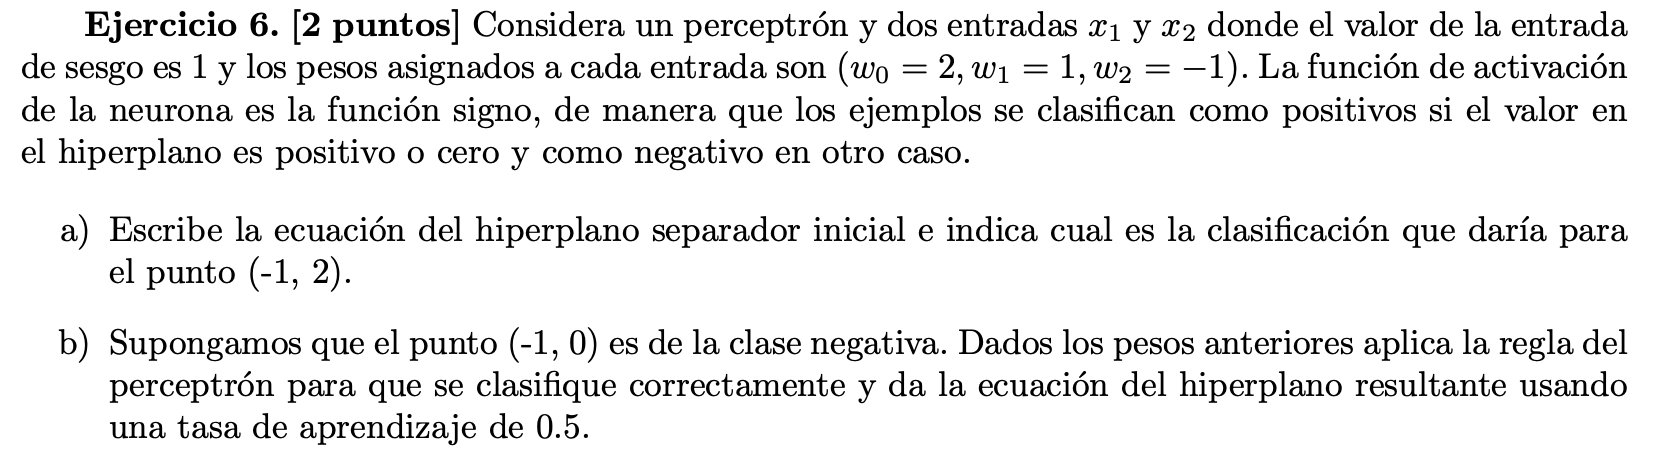 Ejercicio 6. [2 puntos] Considera un perceptrón y dos entradas x₁ y x₂ donde el valor de la entrada
de sesgo es 1 y los pesos asignados a cada entrada son (w₀ = 2, w₁ = 1, w₂ = −1). La función de activación
de la neurona es la función signo, de manera que los ejemplos se clasifican como positivos si el valor en
el hiperplano es positivo o cero y como negativo en otro caso.
a) Escribe la ecuación del hiperplano separador inicial e indica cual es la clasificación que daría para
el punto (-1, 2).
b) Supongamos que el punto (-1, 0) es de la clase negativa. Dados los pesos anteriores aplica la regla del
perceptrón para que se clasifique correctamente y da la ecuación del hiperplano resultante usando
una tasa de aprendizaje de 0.5.